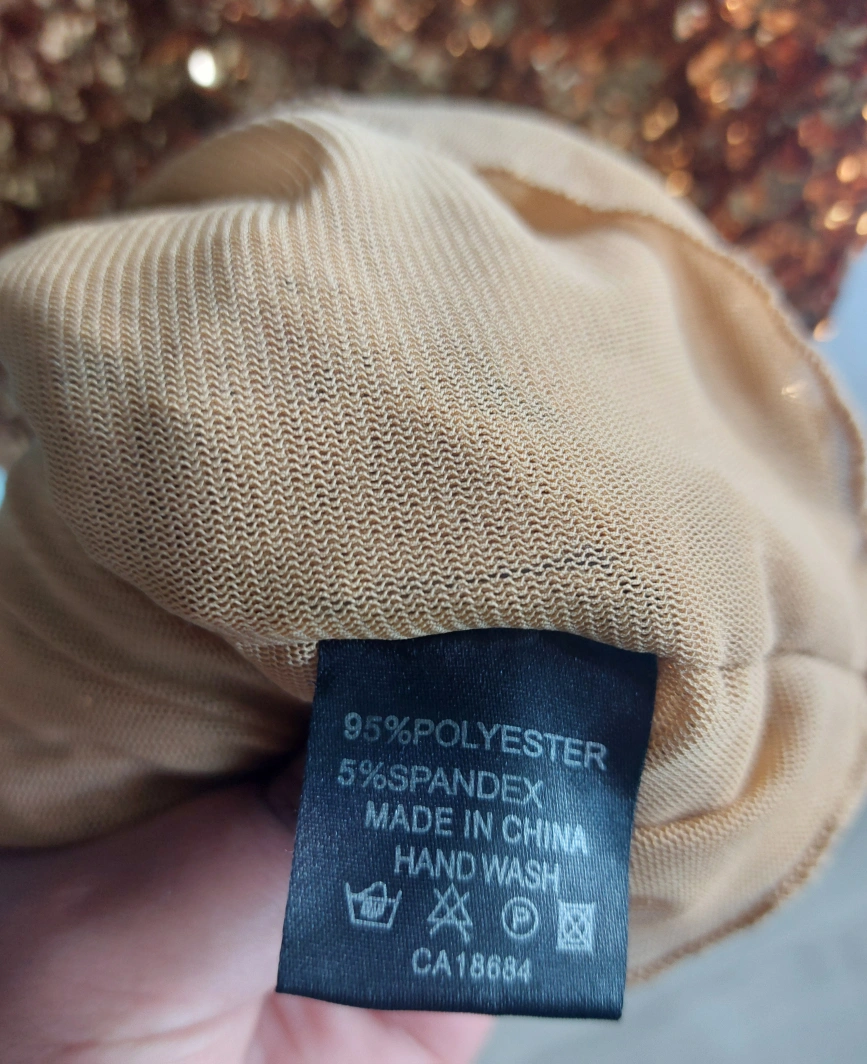 95%POLYESTER
5%SPANDEX
MADE IN CHINA
HAND WASH
P
CA18684